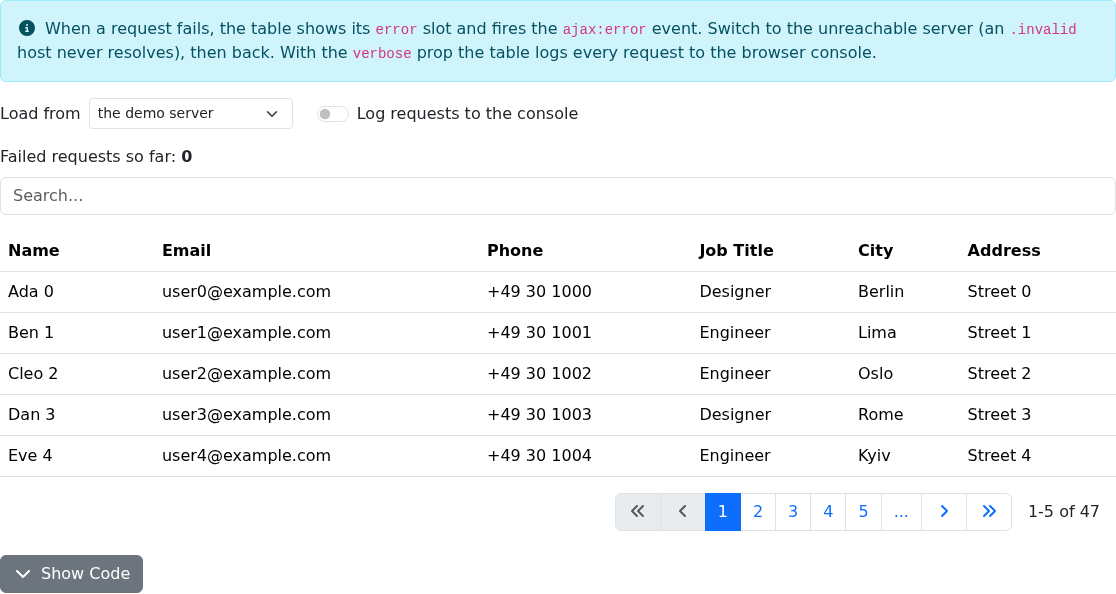 When a request fails, the table shows its error slot and fires the ajax:error event. Switch to the unreachable server (an .invalid
host never resolves), then back. With the verbose prop the table logs every request to the browser console.
Load from the demo server Log requests to the console
Failed requests so far: 0
Search...
Name Email Phone Job Title City Address
Ada 0 user0@example.com +49 30 1000 Designer Berlin Street 0
Ben 1 user1@example.com +49 30 1001 Engineer Lima Street 1
Cleo 2 user2@example.com +49 30 1002 Engineer Oslo Street 2
Dan 3 user3@example.com +49 30 1003 Designer Rome Street 3
Eve 4 user4@example.com +49 30 1004 Engineer Kyiv Street 4
1 2 3 4 5 ... 1-5 of 47
Show Code